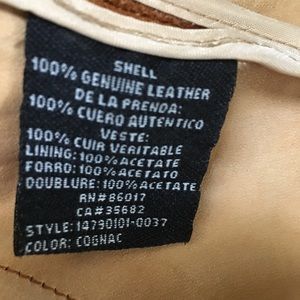 SHELL
100% GENUINE LEATHER
DE LA PRENDA:
100% CUERO AUTENTICO
VESTE:
100% CUIR VERITABLE
LINING: 100% ACETATE
FORRO: 100% ACETATO
DOUBLURE: 100% ACETATE
RN#86017
CA#35682
STYLE: 14790101-0037
COLOR: COGNAC